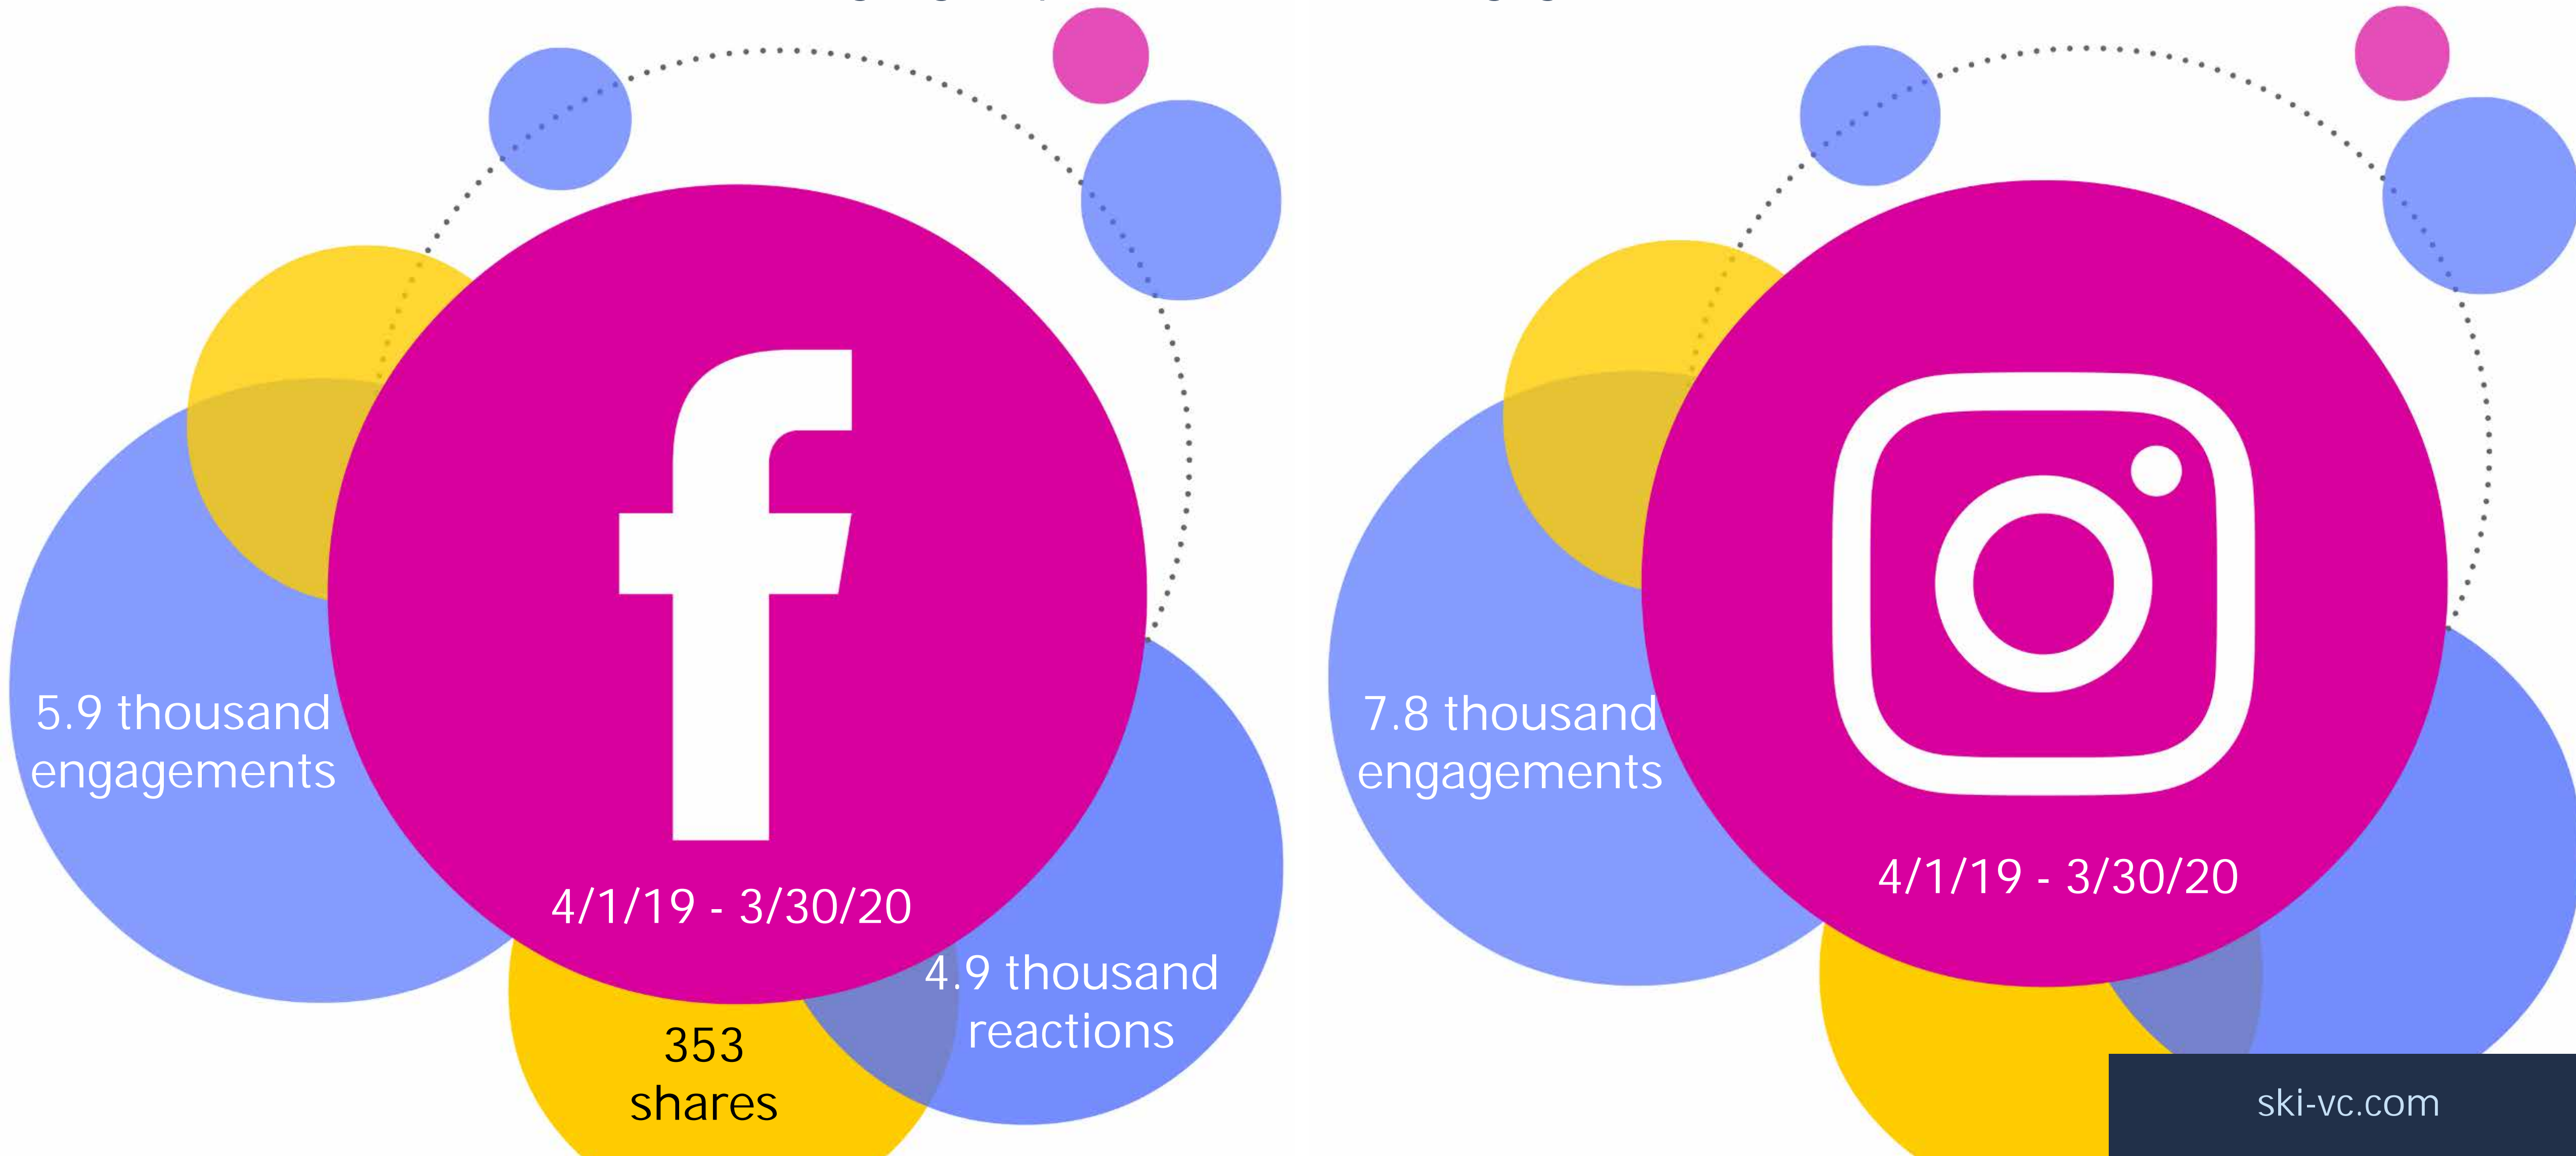 5.9 thousand
engagements
4/1/19 - 3/30/20
4.9 thousand
reactions
353
shares
7.8 thousand
engagements
4/1/19 - 3/30/20
ski-vc.com